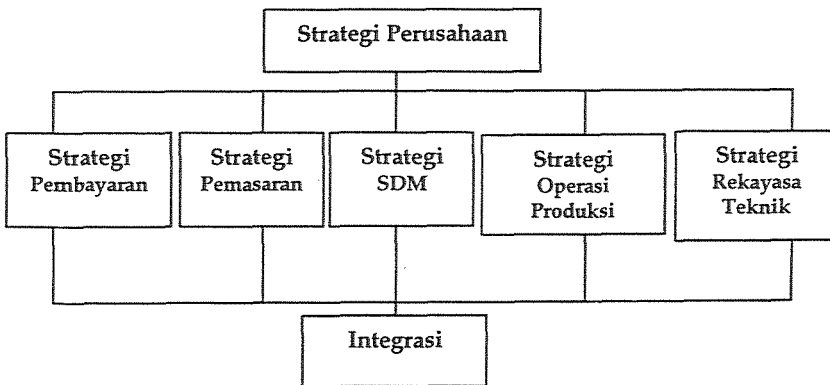 Strategi Perusahaan
Strategi
Pembayaran
Strategi
Pemasaran
Strategi
SDM
Strategi
Operasi
Produksi
Strategi
Rekayasa
Teknik
Integrasi